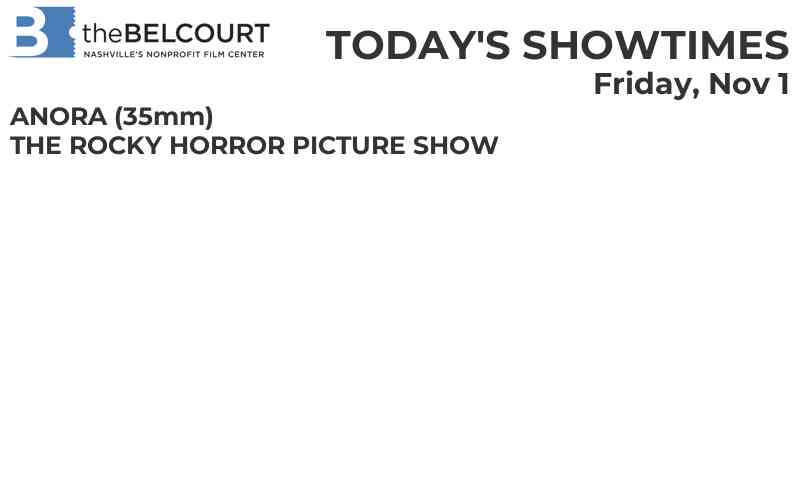 B theBELCOURT
NASHVILLE'S NONPROFIT FILM CENTER
TODAY'S SHOWTIMES
Friday, Nov 1
ANORA (35mm)
THE ROCKY HORROR PICTURE SHOW